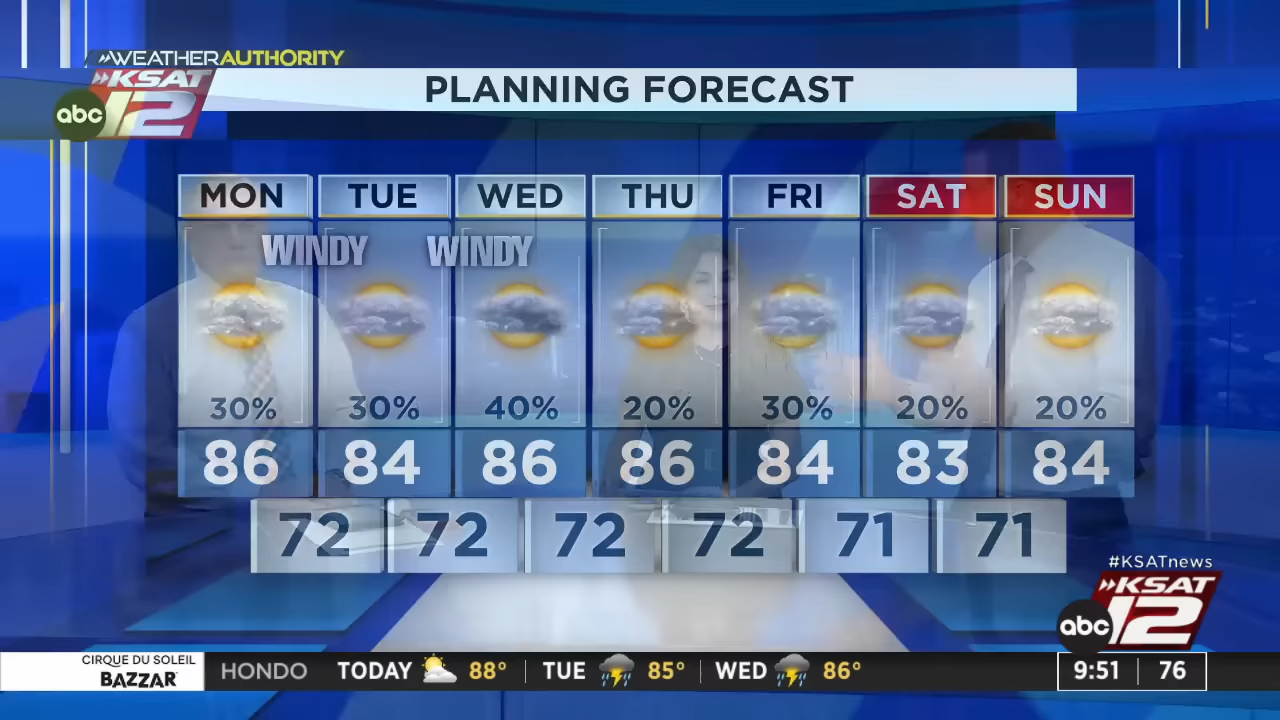 WEATHERAUTHORITY
KSAT
abc 12
PLANNING FORECAST
MON TUE WED THU FRI SAT SUN
WINDY WINDY
30% 30% 40% 20% 30% 20% 20%
86 84 86 86 84 83 84
72 72 72 72 71 71
#KSATnews
KSAT
abc 12
CIRQUE DU SOLEIL
BAZZAR
HONDO TODAY 88° TUE 85° WED 86° 9:51 76